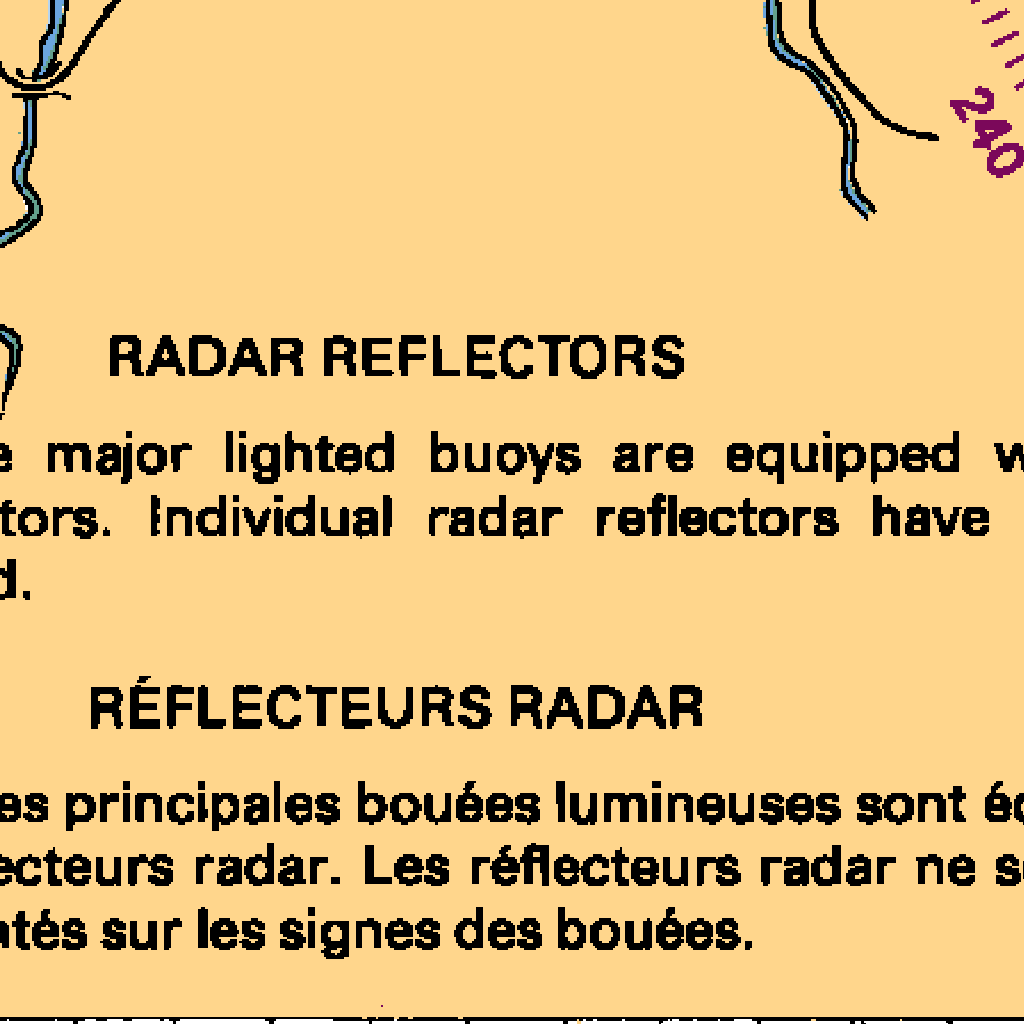 240
RADAR REFLECTORS
major lighted buoys are equipped
tors. Individual radar reflectors have
d.
RÉFLECTEURS RADAR
es principales bouées lumineuses sont
ecteurs radar. Les réflecteurs radar ne
atés sur les signes des bouées.